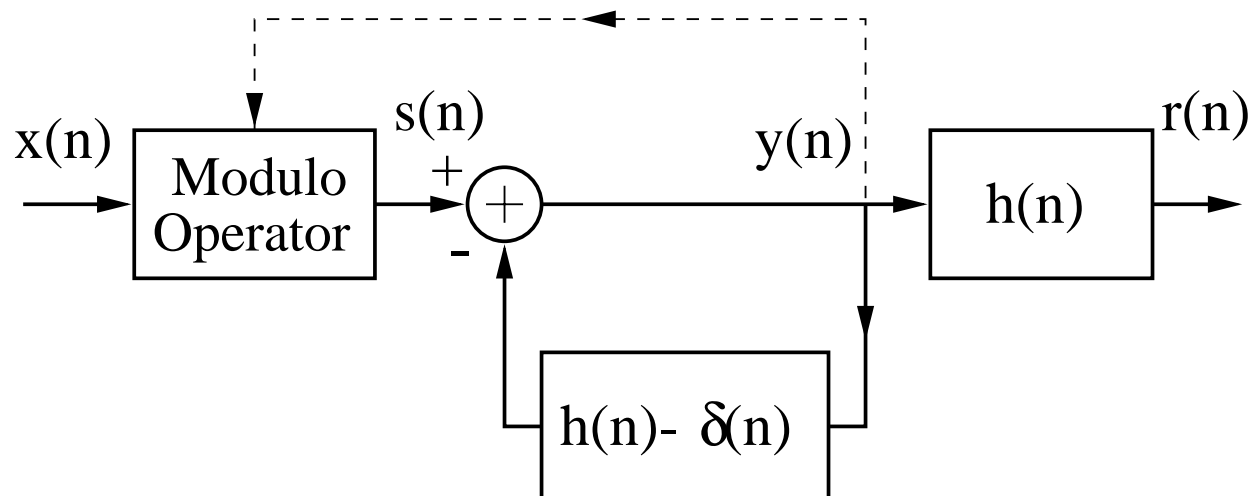 x(n)
Modulo
Operator
s(n)
+
+
-
y(n)
h(n)
r(n)
h(n)- δ(n)